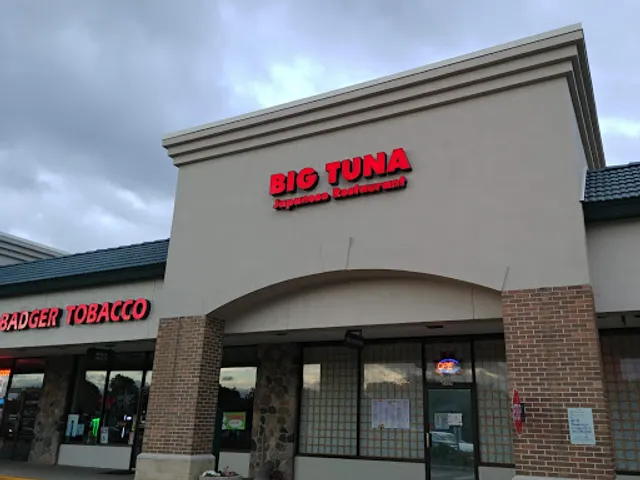 BIG TUNA
Japanese Restaurant
BADGER TOBACCO
OPEN